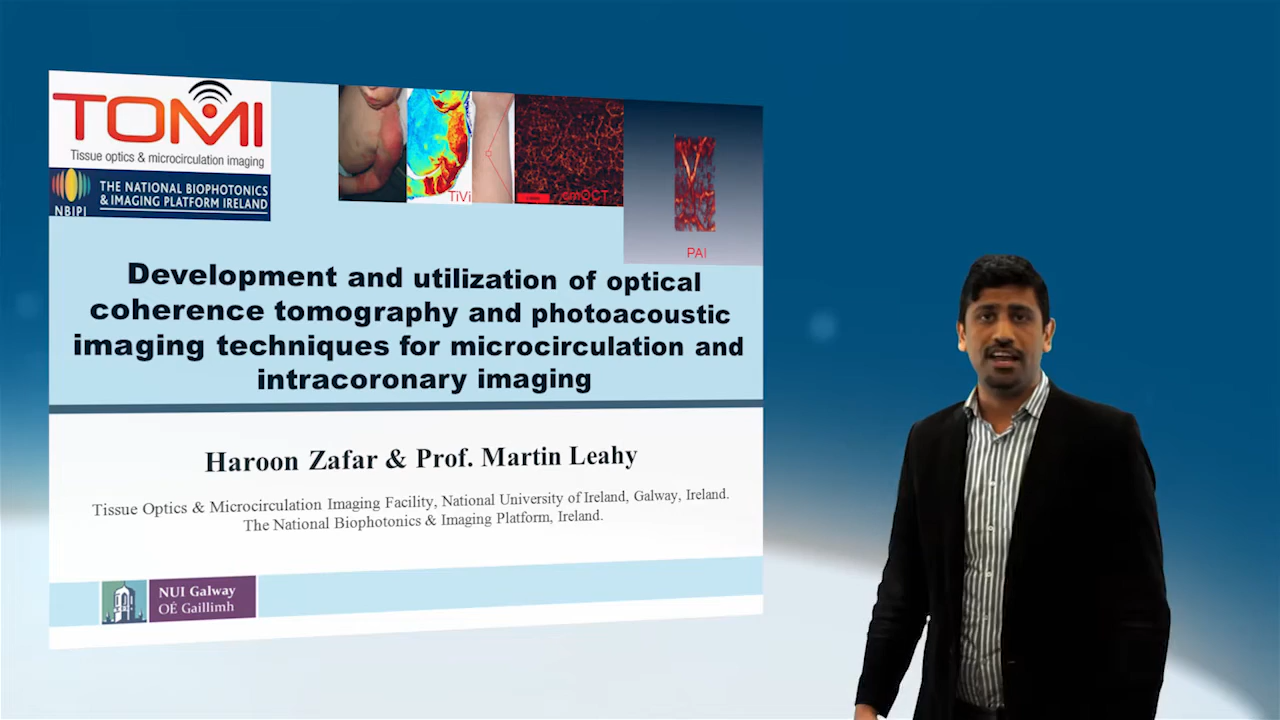 TOMI
Tissue optics & microcirculation imaging
THE NATIONAL BIOPHOTONICS
& IMAGING PLATFORM IRELAND
NBIPI
TiVi
cmOCT
PAI
Development and utilization of optical
coherence tomography and photoacoustic
imaging techniques for microcirculation and
intracoronary imaging
Haroon Zafar & Prof. Martin Leahy
Tissue Optics & Microcirculation Imaging Facility, National University of Ireland, Galway, Ireland.
The National Biophotonics & Imaging Platform, Ireland.
NUI Galway
OÉ Gaillimh